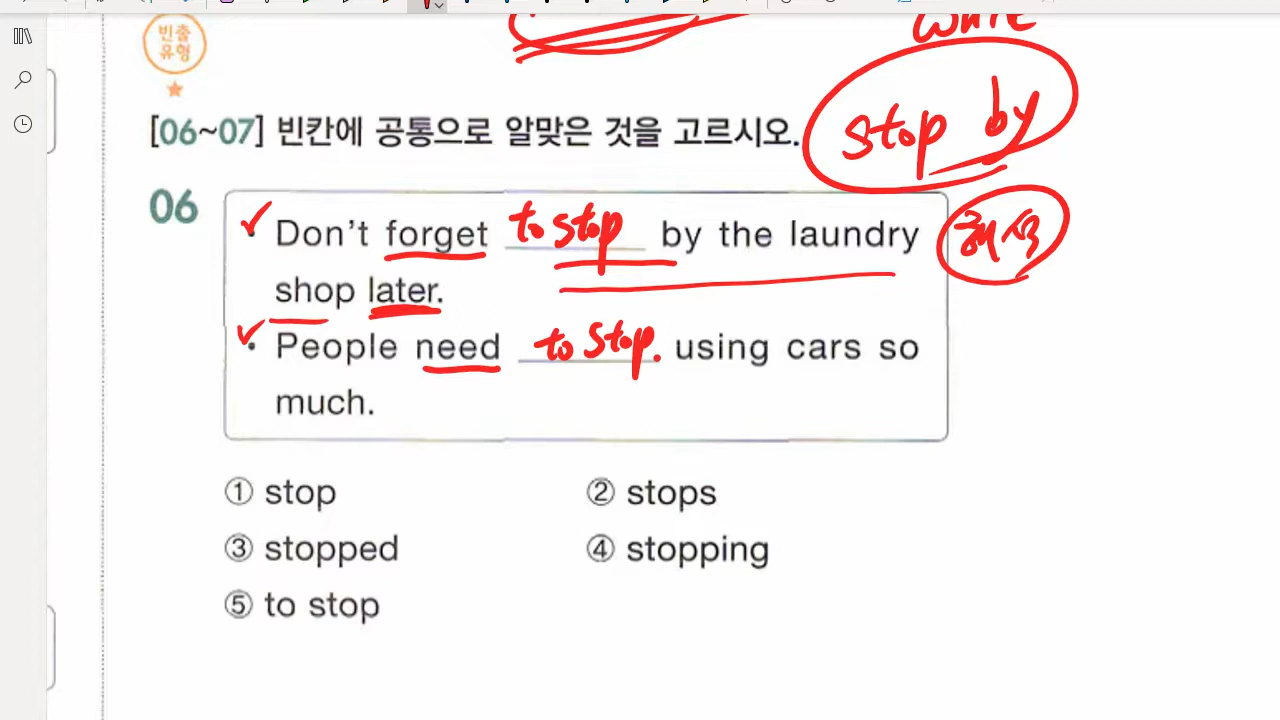 빈출
유형
stop by
[06~07] 빈칸에 공통으로 알맞은 것을 고르시오.
06
Don't forget to stop by the laundry
shop later.
• People need to stop. using cars so
much.
① stop
② stops
③ stopped
④ stopping
⑤ to stop